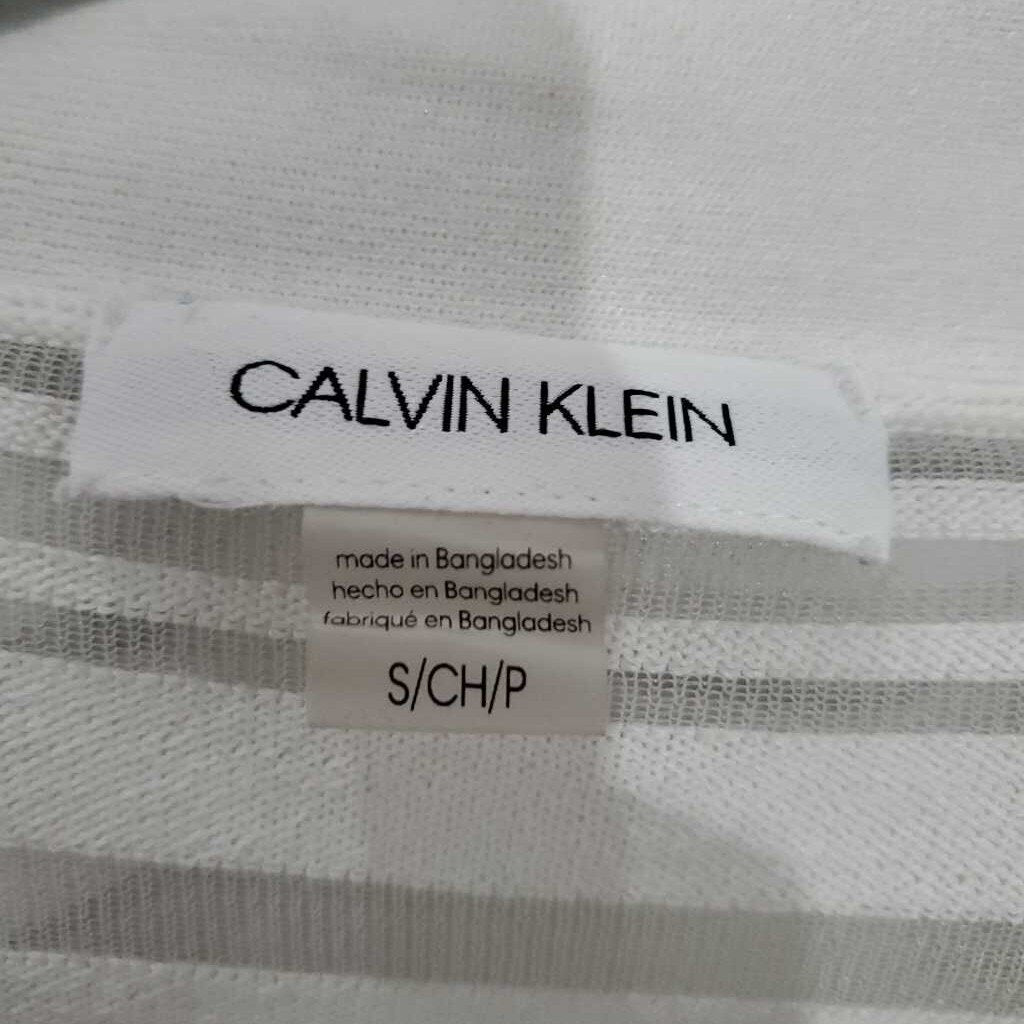 CALVIN KLEIN
made in Bangladesh
hecho en Bangladesh
fabriqué en Bangladesh
S/CH/P